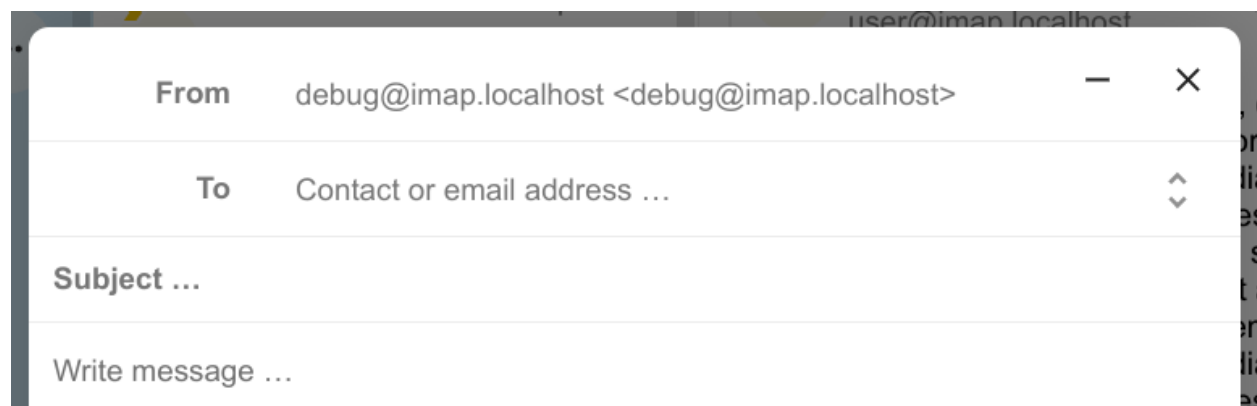 user@imap.localhost
From debug@imap.localhost <debug@imap.localhost>
To Contact or email address …
Subject …
Write message …